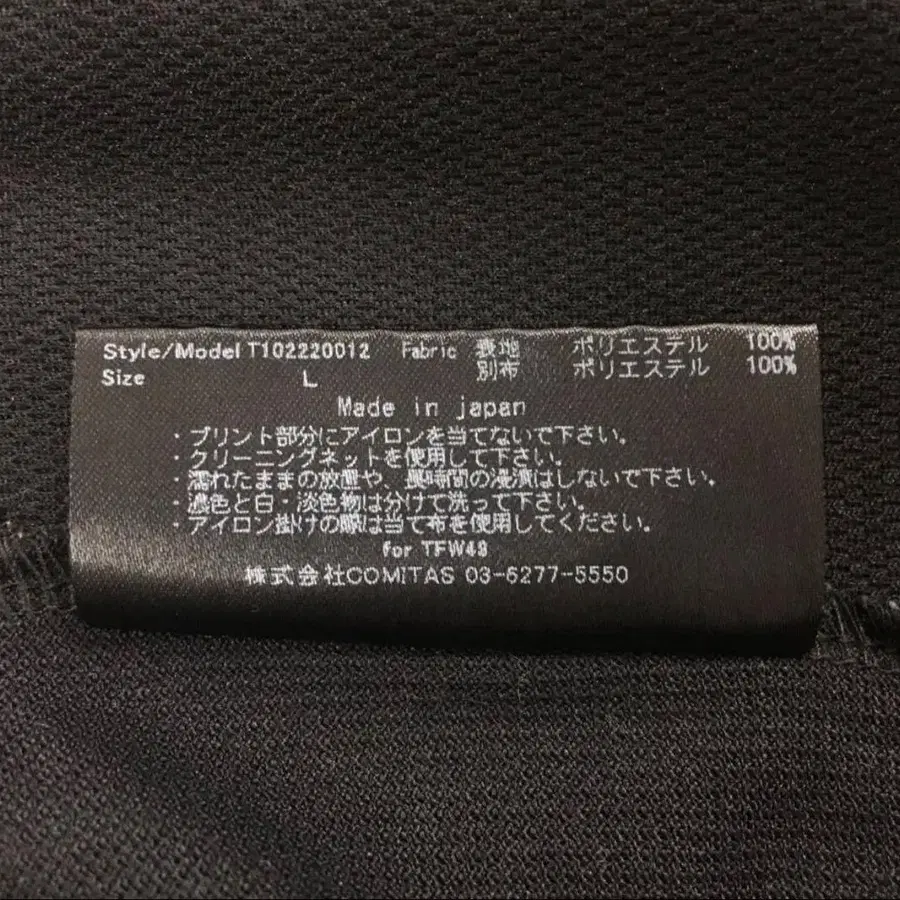 Style/Model T102220012 Fabric 表地 ポリエステル 100%
Size L 別布 ポリエステル 100%
Made in japan
・プリント部分にアイロンを当てないで下さい。
・クリーニングネットを使用して下さい。
・濡れたままの放置や、長時間の浸漬はしないで下さい。
・濃色と白・淡色物は分けて洗って下さい。
・アイロン掛けの際は当て布を使用してください。
for TFW49
株式会社COMITAS 03-6277-5550